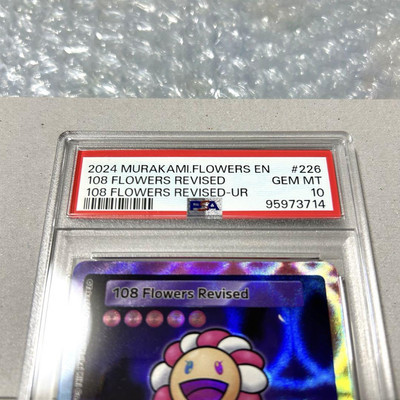 2024 MURAKAMI.FLOWERS EN #226
108 FLOWERS REVISED GEM MT
108 FLOWERS REVISED-UR 10
PSA 95973714
108 Flowers Revised